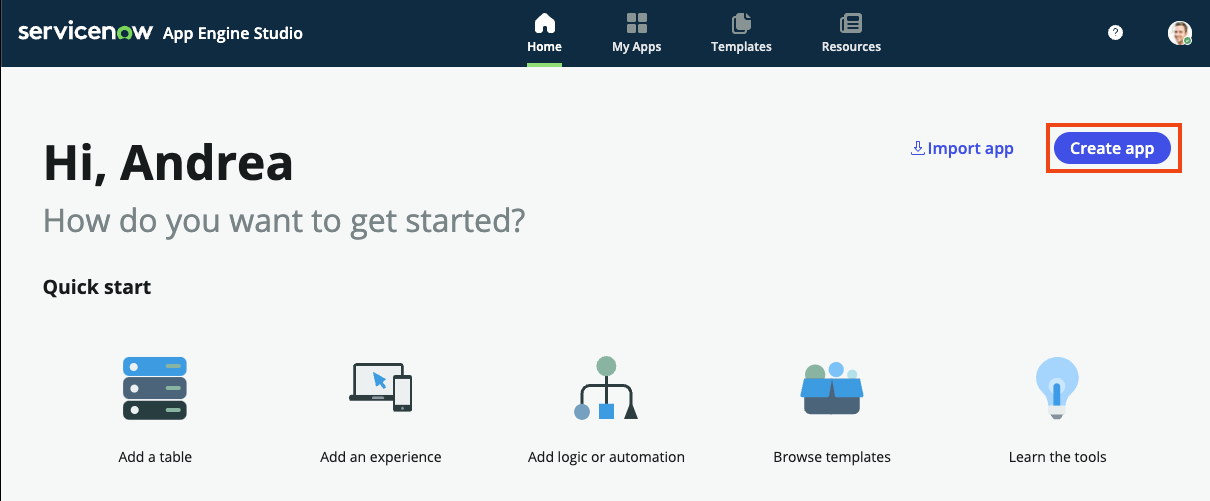 servicenow App Engine Studio
Home
My Apps
Templates
Resources
?
Hi, Andrea
Import app
Create app
How do you want to get started?
Quick start
Add a table
Add an experience
Add logic or automation
Browse templates
Learn the tools